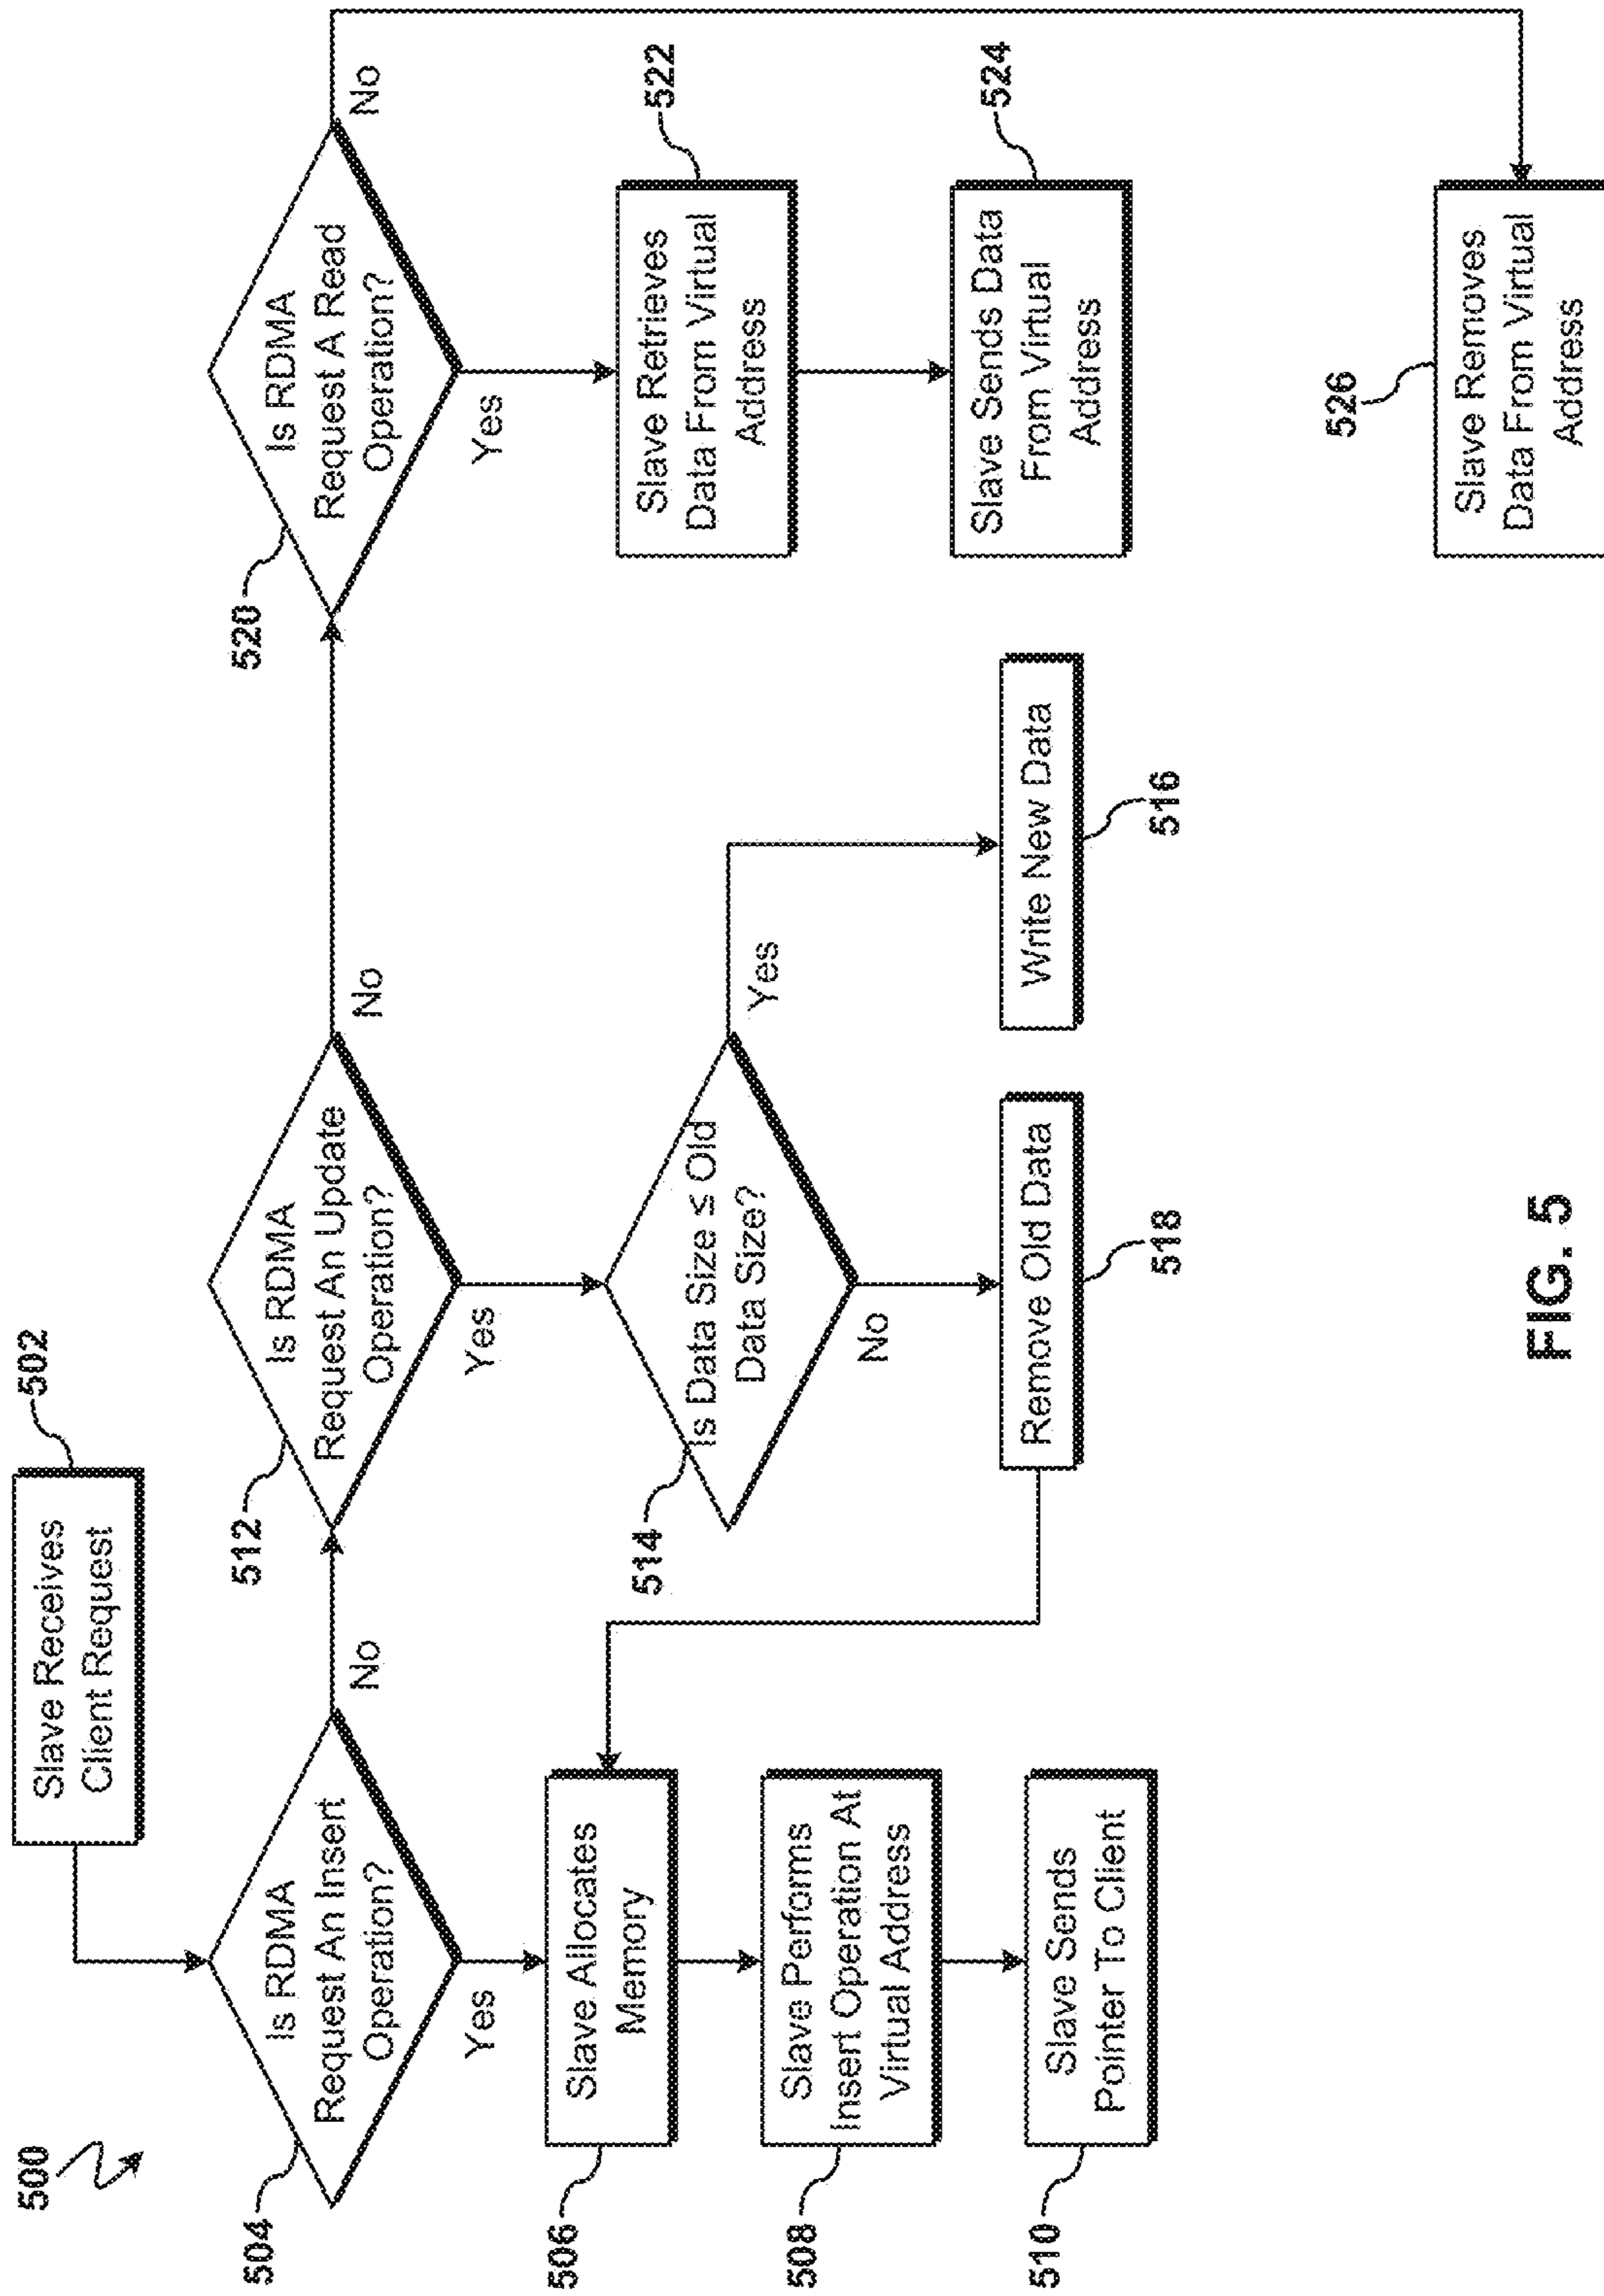 500
502
Slave Receives
Client Request
504
Is RDMA
Request An Insert
Operation?
No
Yes
506
Slave Allocates
Memory
508
Slave Performs
Insert Operation At
Virtual Address
510
Slave Sends
Pointer To Client
512
Is RDMA
Request An Update
Operation?
No
Yes
514
Is Data Size ≤ Old
Data Size?
Yes
No
Write New Data
516
Remove Old Data
518
520
Is RDMA
Request A Read
Operation?
No
Yes
522
Slave Retrieves
Data From Virtual
Address
524
Slave Sends Data
From Virtual
Address
526
Slave Removes
Data From Virtual
Address
FIG. 5